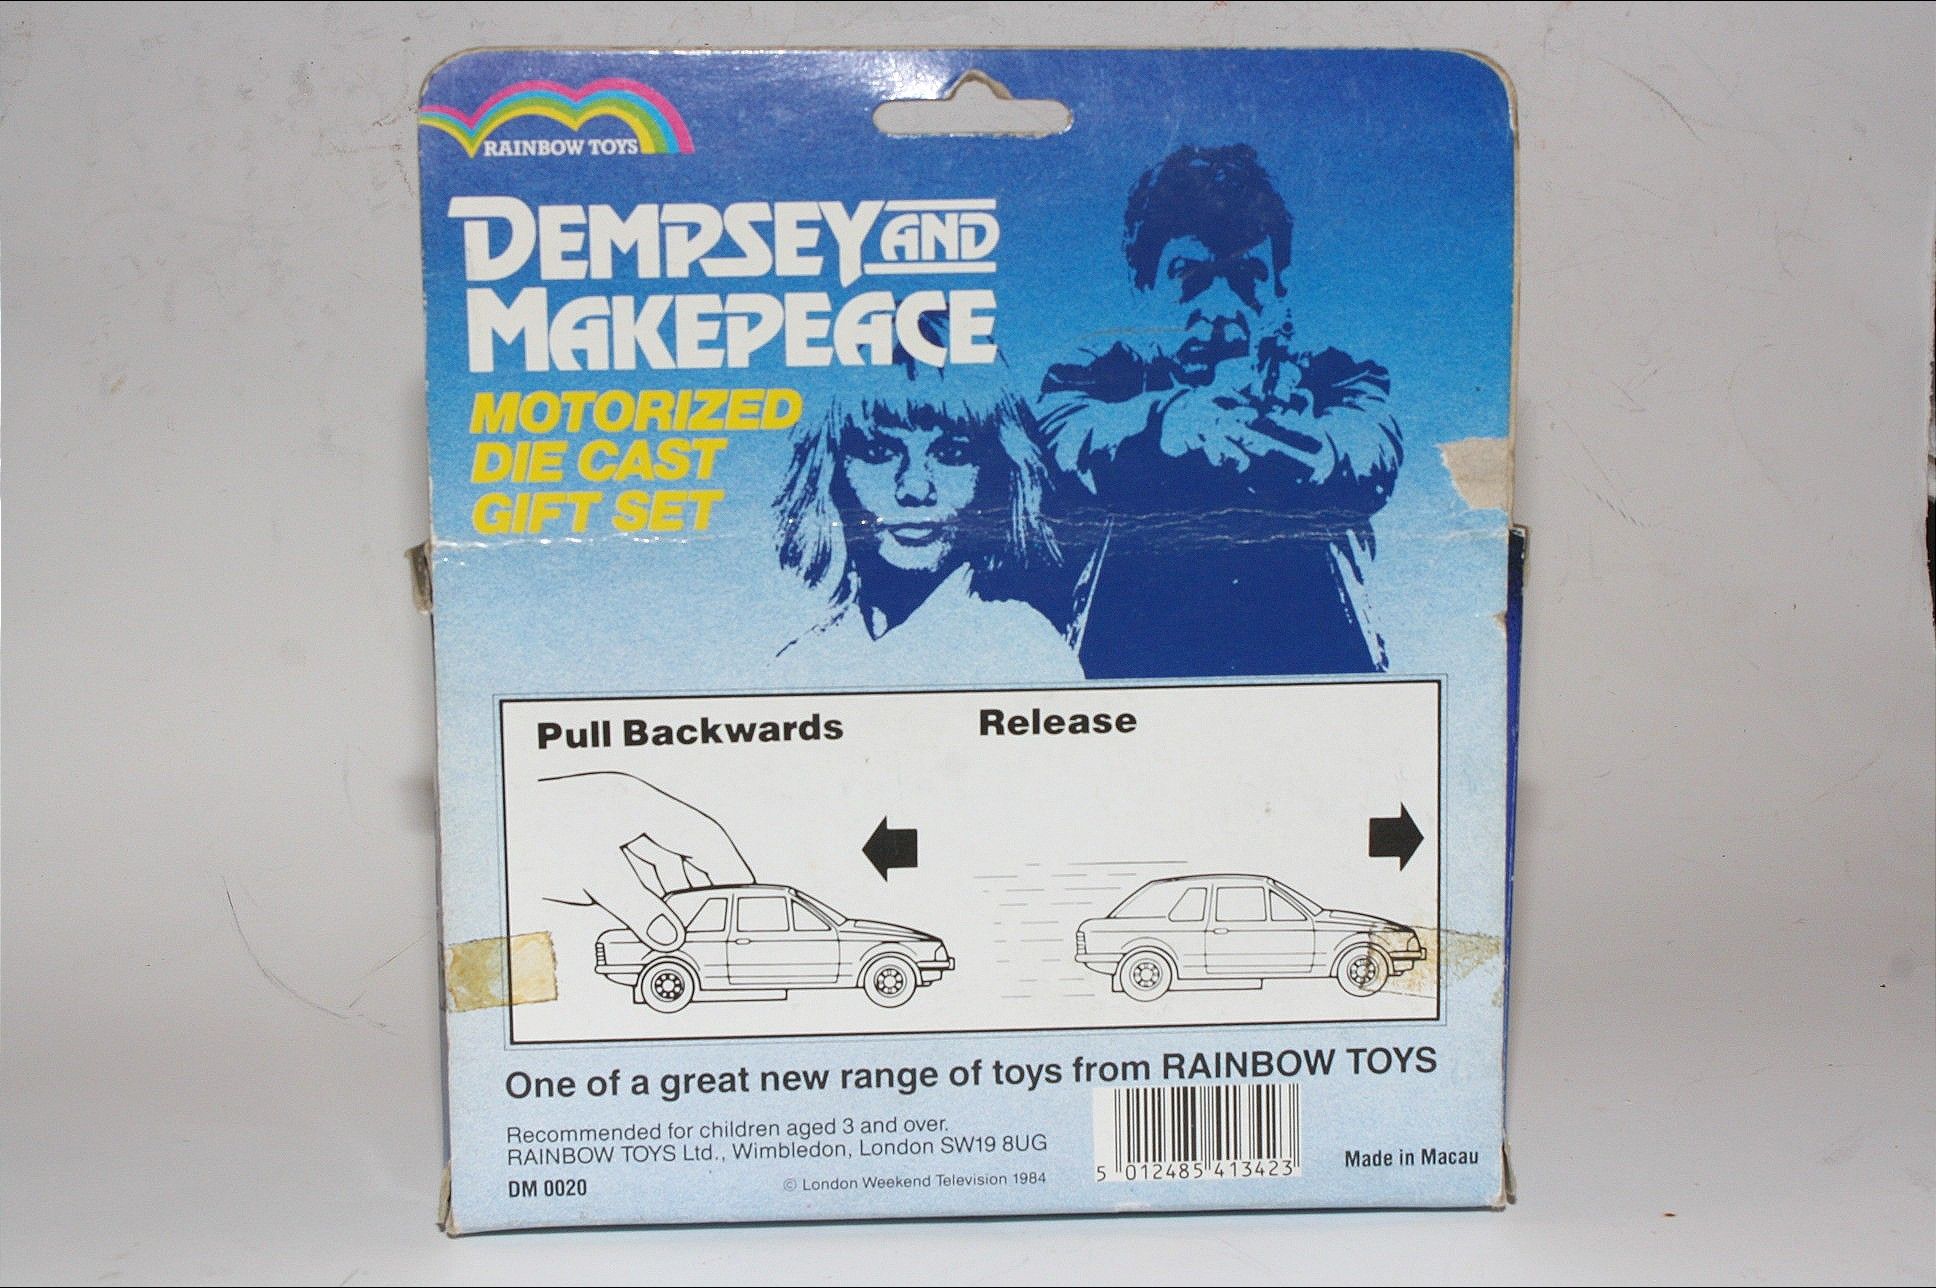 RAINBOW TOYS
DEMPSEY AND
MAKEPEACE
MOTORIZED
DIE CAST
GIFT SET
Pull Backwards
Release
One of a great new range of toys from RAINBOW TOYS
Recommended for children aged 3 and over.
RAINBOW TOYS Ltd., Wimbledon, London SW19 8UG
DM 0020
© London Weekend Television 1984
5 012485 413423
Made in Macau